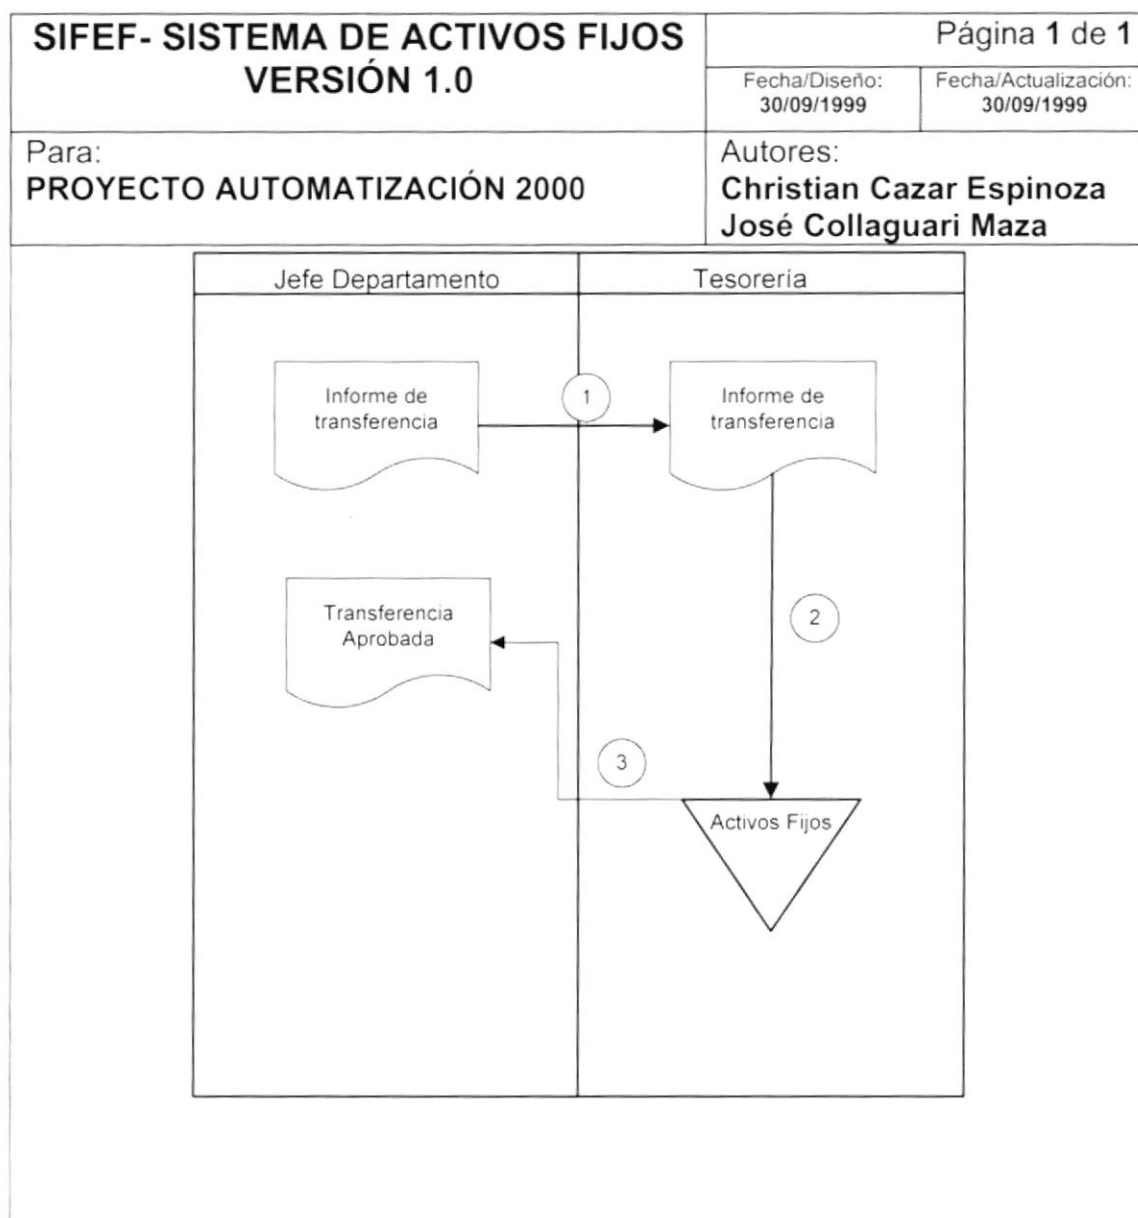 SIFEF- SISTEMA DE ACTIVOS FIJOS
VERSIÓN 1.0
Página 1 de 1
Fecha/Diseño:
30/09/1999
Fecha/Actualización:
30/09/1999
Para:
PROYECTO AUTOMATIZACIÓN 2000
Autores:
Christian Cazar Espinoza
José Collaguari Maza
Jefe Departamento
Tesorería
Informe de
transferencia
1
Informe de
transferencia
2
Transferencia
Aprobada
3
Activos Fijos